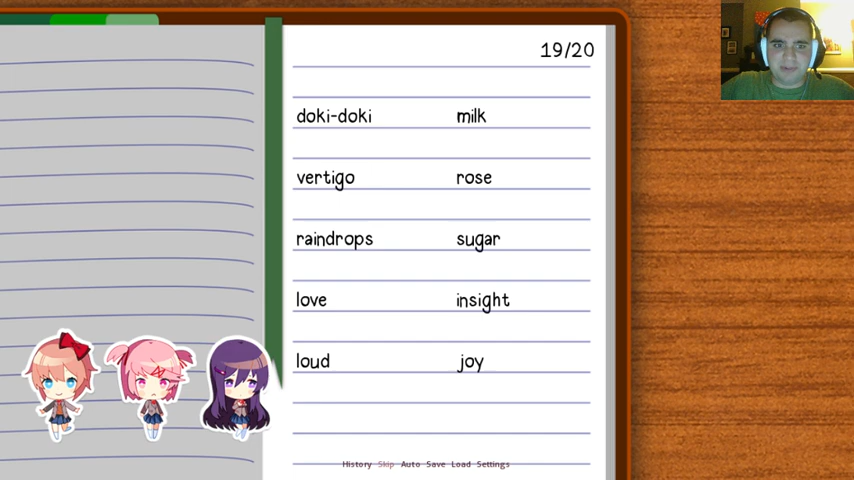 19/20
doki-doki milk
vertigo rose
raindrops sugar
love insight
loud joy
History Skip Auto Save Load Settings